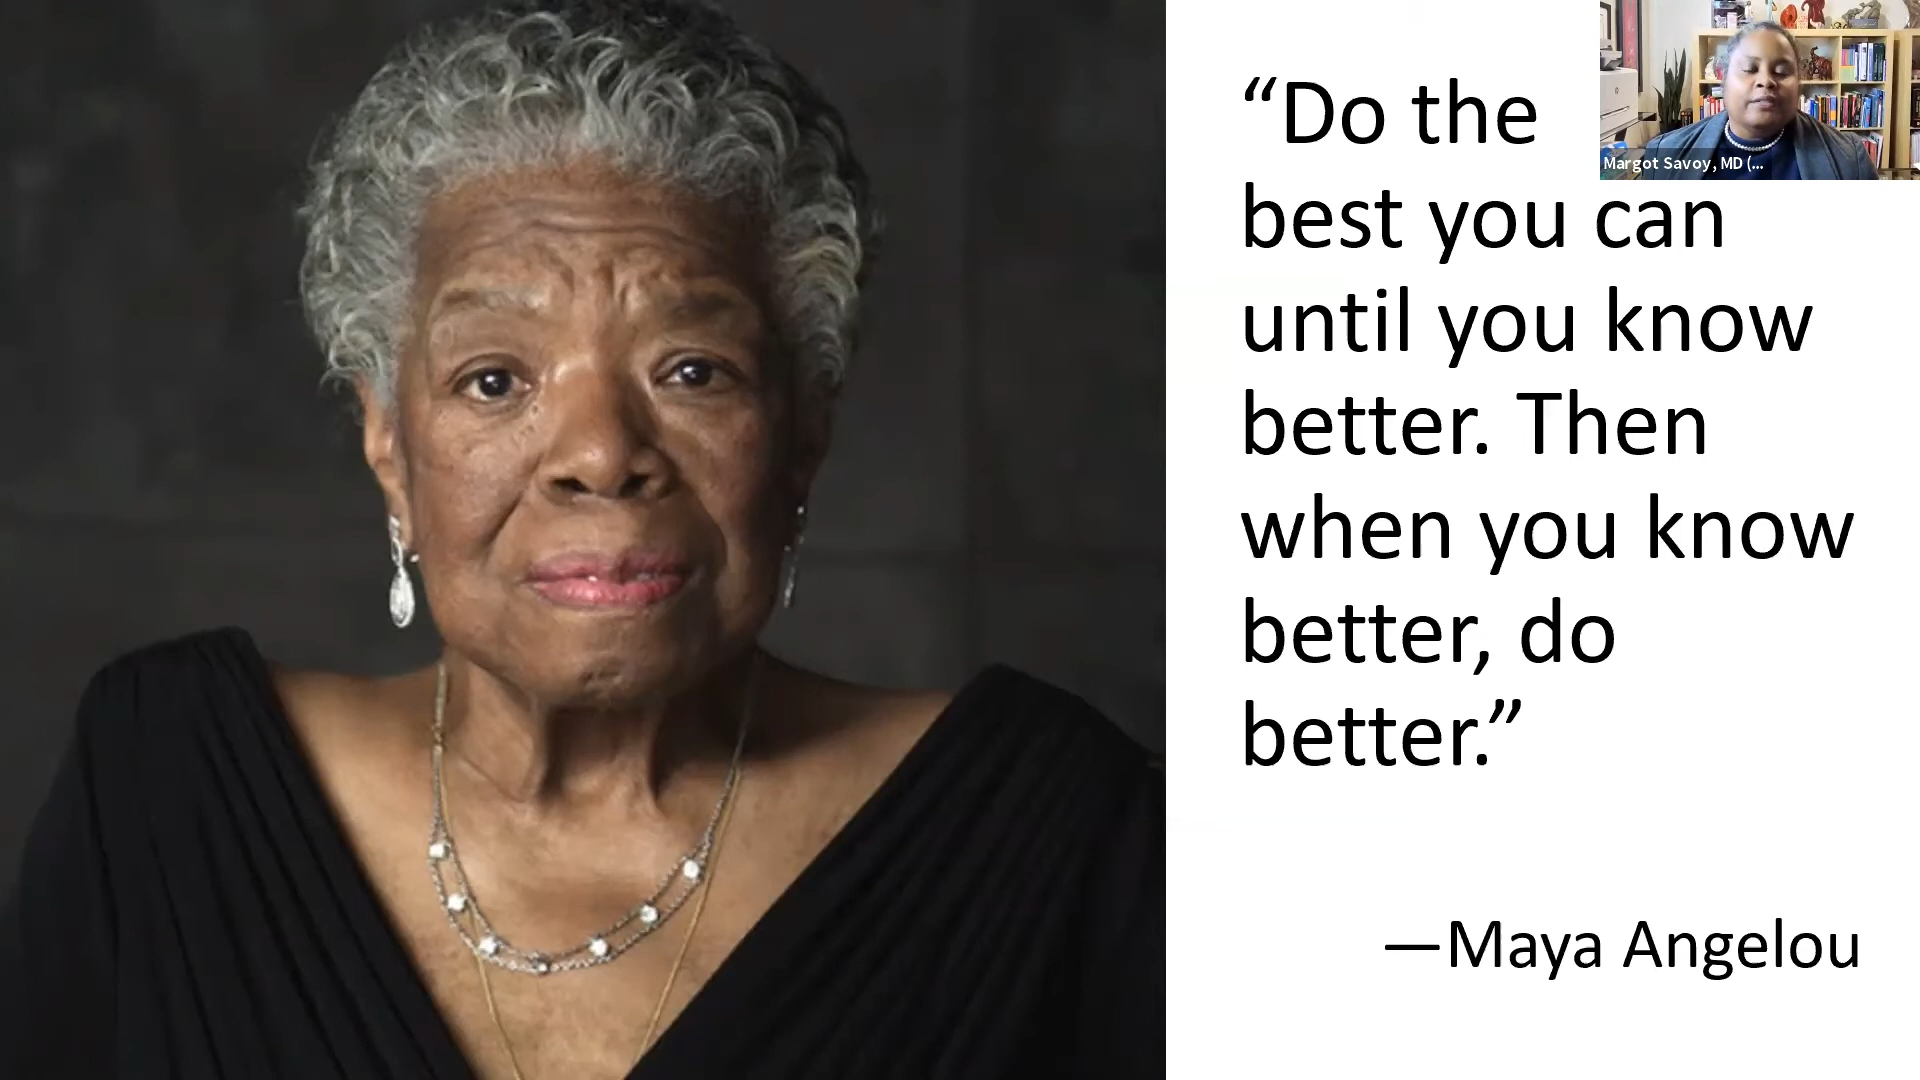 “Do the
best you can
until you know
better. Then
when you know
better, do
better.”
—Maya Angelou
Margot Savoy, MD (...